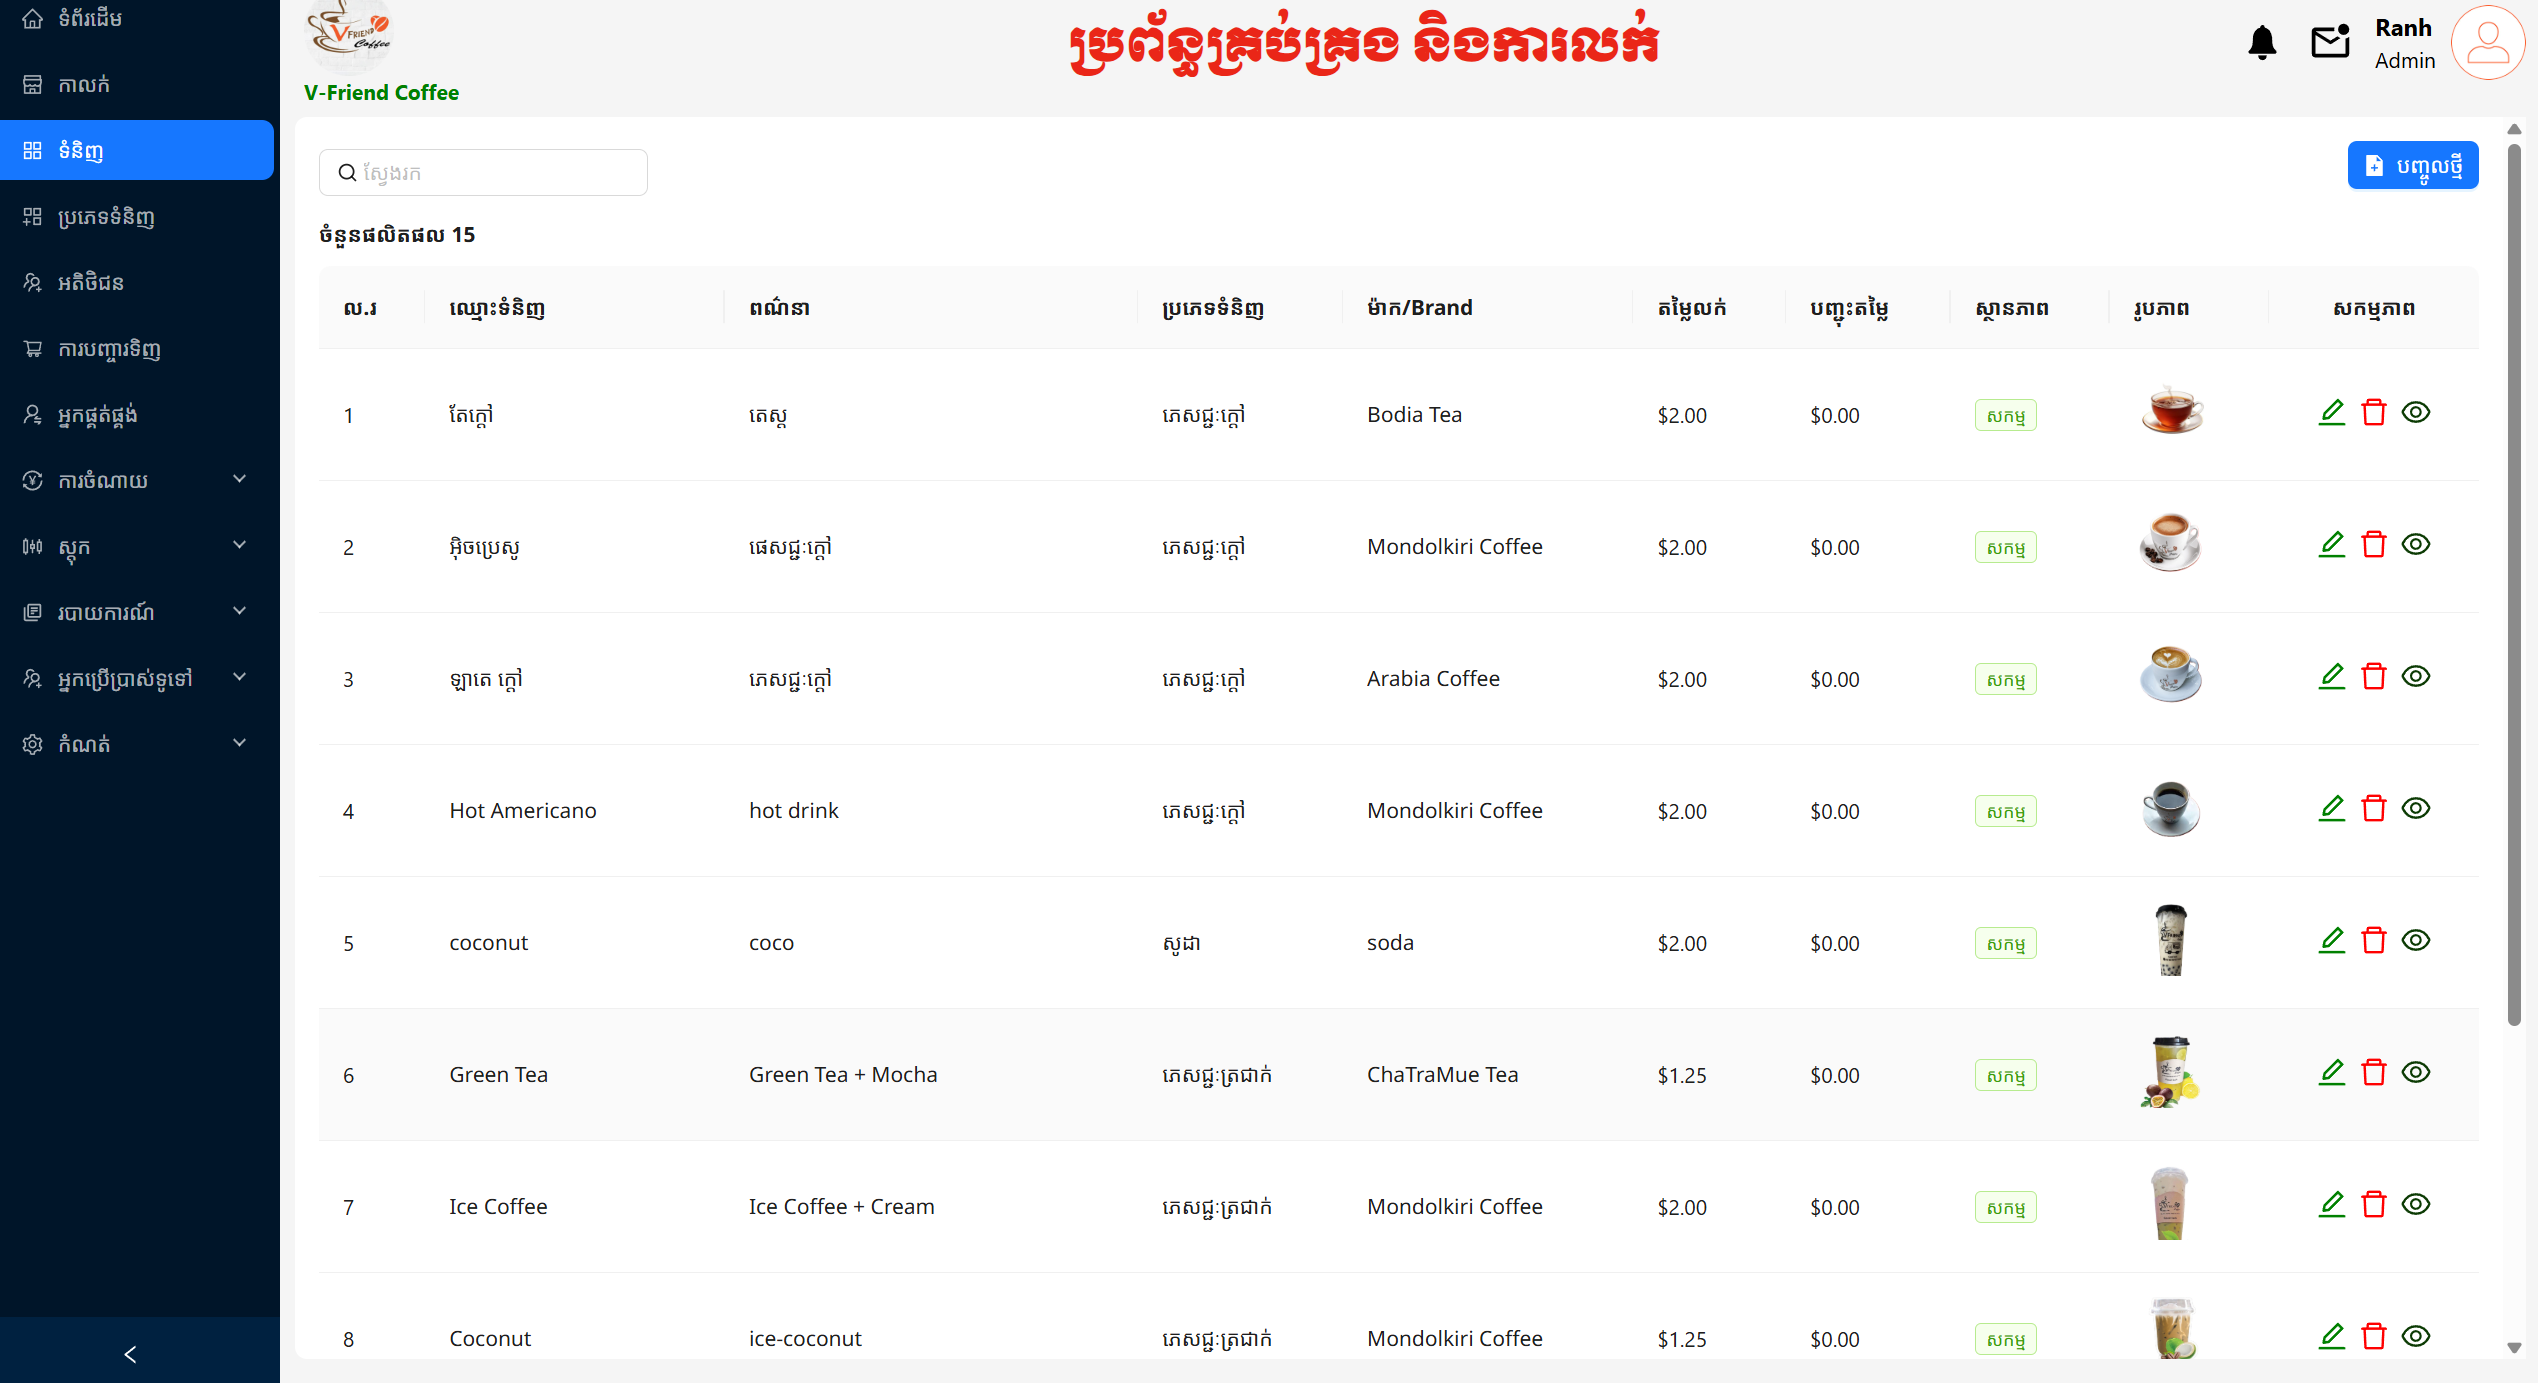 ទំព័រដើម
កាលក់
ទំនិញ
ប្រភេទទំនិញ
អតិថិជន
ការបញ្ចារទិញ
អ្នកផ្គត់ផ្គង់
ការចំណាយ
ស្តុក
របាយការណ៍
អ្នកប្រើប្រាស់ទូទៅ
កំណត់
VFRIEND Coffee
V-Friend Coffee
ប្រព័ន្ធគ្រប់គ្រង និងការលក់
Ranh
Admin
ស្វែងរក
បញ្ចូលថ្មី
ចំនួនផលិតផល 15
ល.រ ឈ្មោះទំនិញ ពណ៌នា ប្រភេទទំនិញ ម៉ាក/Brand តម្លៃលក់ បញ្ចុះតម្លៃ ស្ថានភាព រូបភាព សកម្មភាព
1 តែក្តៅ តេស្ត ភេសជ្ជៈក្តៅ Bodia Tea $2.00 $0.00 សកម្ម
2 អ៊ិចប្រេសូ ផេសជ្ជៈក្តៅ ភេសជ្ជៈក្តៅ Mondolkiri Coffee $2.00 $0.00 សកម្ម
3 ឡាតេ ក្តៅ ភេសជ្ជៈក្តៅ ភេសជ្ជៈក្តៅ Arabia Coffee $2.00 $0.00 សកម្ម
4 Hot Americano hot drink ភេសជ្ជៈក្តៅ Mondolkiri Coffee $2.00 $0.00 សកម្ម
5 coconut coco សូដា soda $2.00 $0.00 សកម្ម
6 Green Tea Green Tea + Mocha ភេសជ្ជៈត្រជាក់ ChaTraMue Tea $1.25 $0.00 សកម្ម
7 Ice Coffee Ice Coffee + Cream ភេសជ្ជៈត្រជាក់ Mondolkiri Coffee $2.00 $0.00 សកម្ម
8 Coconut ice-coconut ភេសជ្ជៈត្រជាក់ Mondolkiri Coffee $1.25 $0.00 សកម្ម